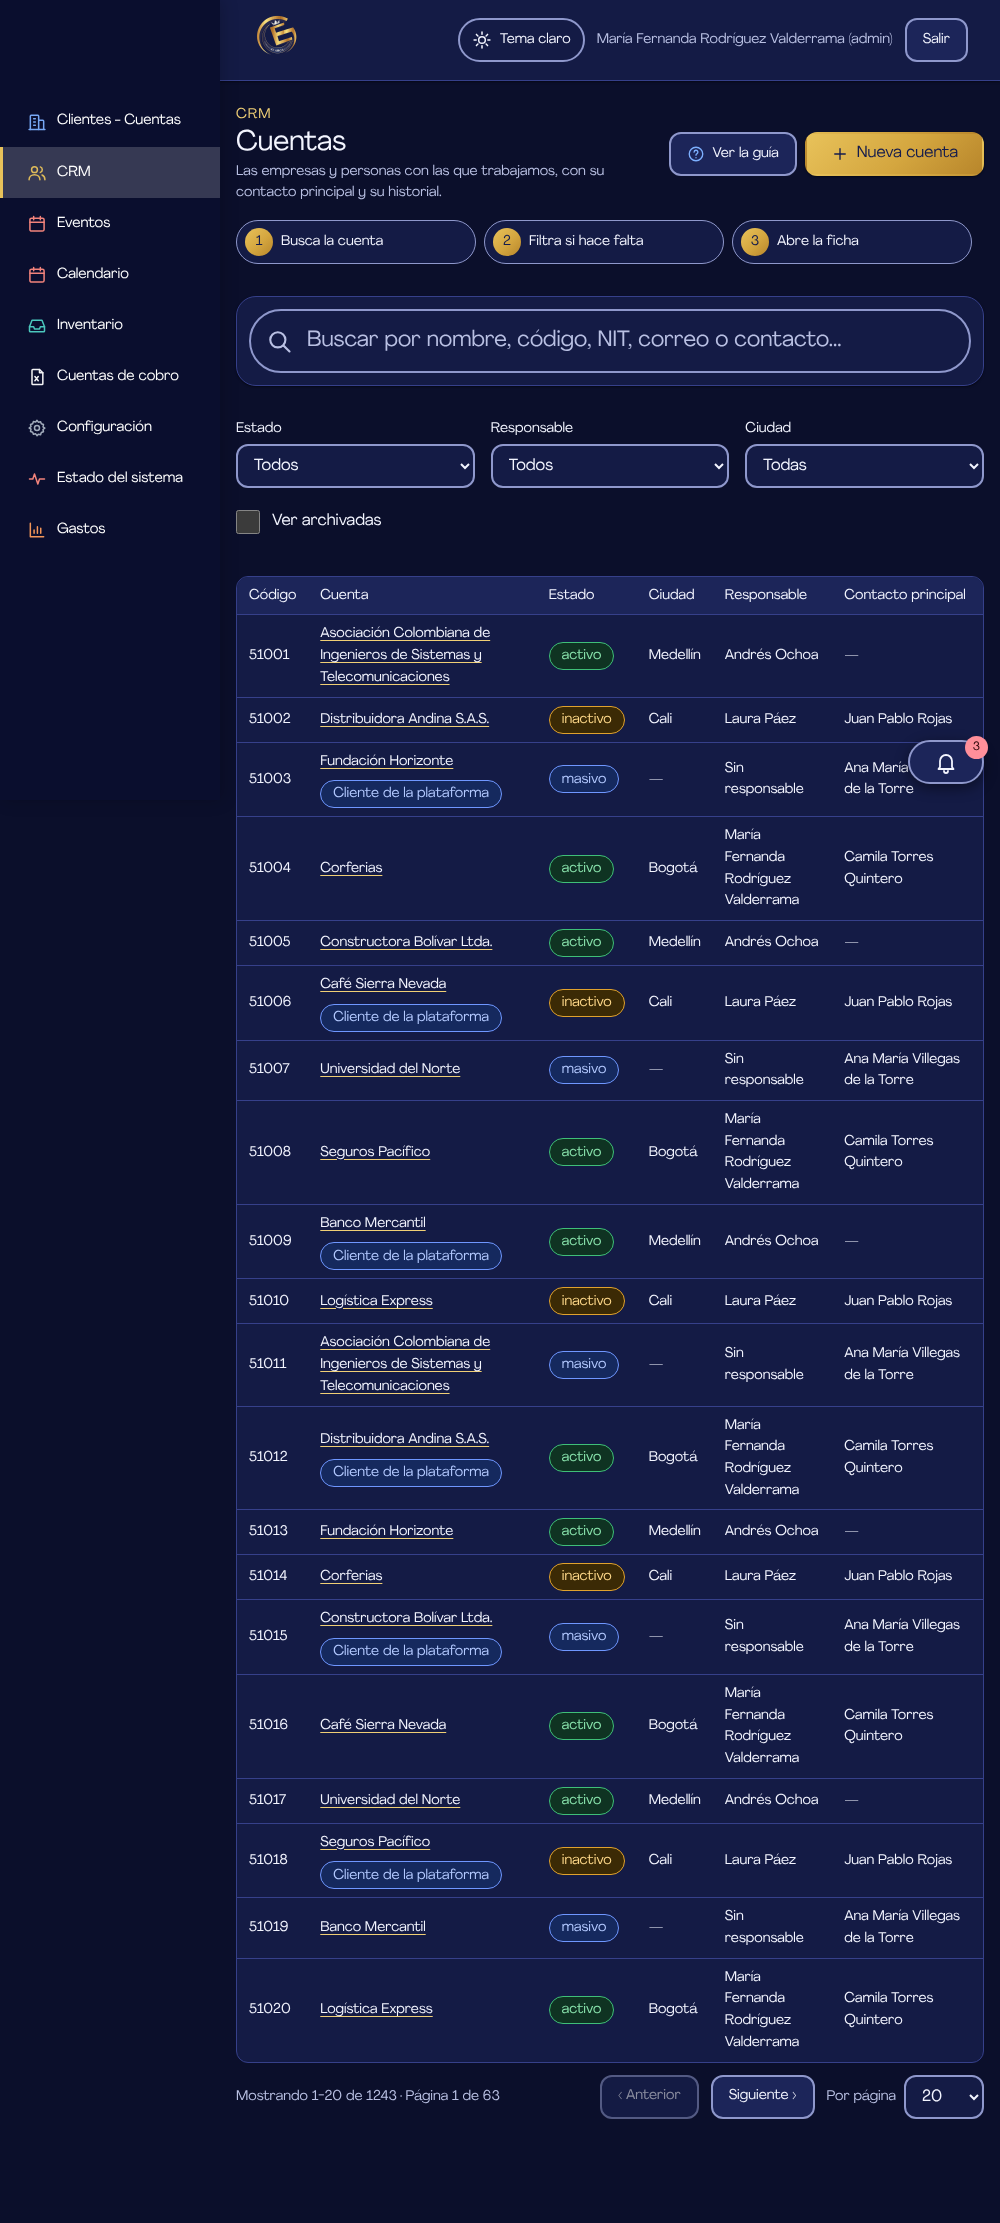 Tema claro
María Fernanda Rodríguez Valderrama (admin)
Salir
Clientes - Cuentas
CRM
Eventos
Calendario
Inventario
Cuentas de cobro
Configuración
Estado del sistema
Gastos
CRM
Cuentas
Las empresas y personas con las que trabajamos, con su
contacto principal y su historial.
Ver la guía
Nueva cuenta
1 Busca la cuenta
2 Filtra si hace falta
3 Abre la ficha
Buscar por nombre, código, NIT, correo o contacto...
Estado
Responsable
Ciudad
Todos
Todos
Todas
Ver archivadas
Código Cuenta Estado Ciudad Responsable Contacto principal
51001 Asociación Colombiana de Ingenieros de Sistemas y Telecomunicaciones activo Medellín Andrés Ochoa —
51002 Distribuidora Andina S.A.S. inactivo Cali Laura Páez Juan Pablo Rojas
51003 Fundación Horizonte Cliente de la plataforma masivo — Sin responsable Ana María de la Torre
3
51004 Corferias activo Bogotá María Fernanda Rodríguez Valderrama Camila Torres Quintero
51005 Constructora Bolívar Ltda. activo Medellín Andrés Ochoa —
51006 Café Sierra Nevada Cliente de la plataforma inactivo Cali Laura Páez Juan Pablo Rojas
51007 Universidad del Norte masivo — Sin responsable Ana María Villegas de la Torre
51008 Seguros Pacífico activo Bogotá María Fernanda Rodríguez Valderrama Camila Torres Quintero
51009 Banco Mercantil Cliente de la plataforma activo Medellín Andrés Ochoa —
51010 Logística Express inactivo Cali Laura Páez Juan Pablo Rojas
51011 Asociación Colombiana de Ingenieros de Sistemas y Telecomunicaciones masivo — Sin responsable Ana María Villegas de la Torre
51012 Distribuidora Andina S.A.S. Cliente de la plataforma activo Bogotá María Fernanda Rodríguez Valderrama Camila Torres Quintero
51013 Fundación Horizonte activo Medellín Andrés Ochoa —
51014 Corferias inactivo Cali Laura Páez Juan Pablo Rojas
51015 Constructora Bolívar Ltda. Cliente de la plataforma masivo — Sin responsable Ana María Villegas de la Torre
51016 Café Sierra Nevada activo Bogotá María Fernanda Rodríguez Valderrama Camila Torres Quintero
51017 Universidad del Norte activo Medellín Andrés Ochoa —
51018 Seguros Pacífico Cliente de la plataforma inactivo Cali Laura Páez Juan Pablo Rojas
51019 Banco Mercantil masivo — Sin responsable Ana María Villegas de la Torre
51020 Logística Express activo Bogotá María Fernanda Rodríguez Valderrama Camila Torres Quintero
Mostrando 1-20 de 1243 · Página 1 de 63
‹ Anterior
Siguiente ›
Por página
20